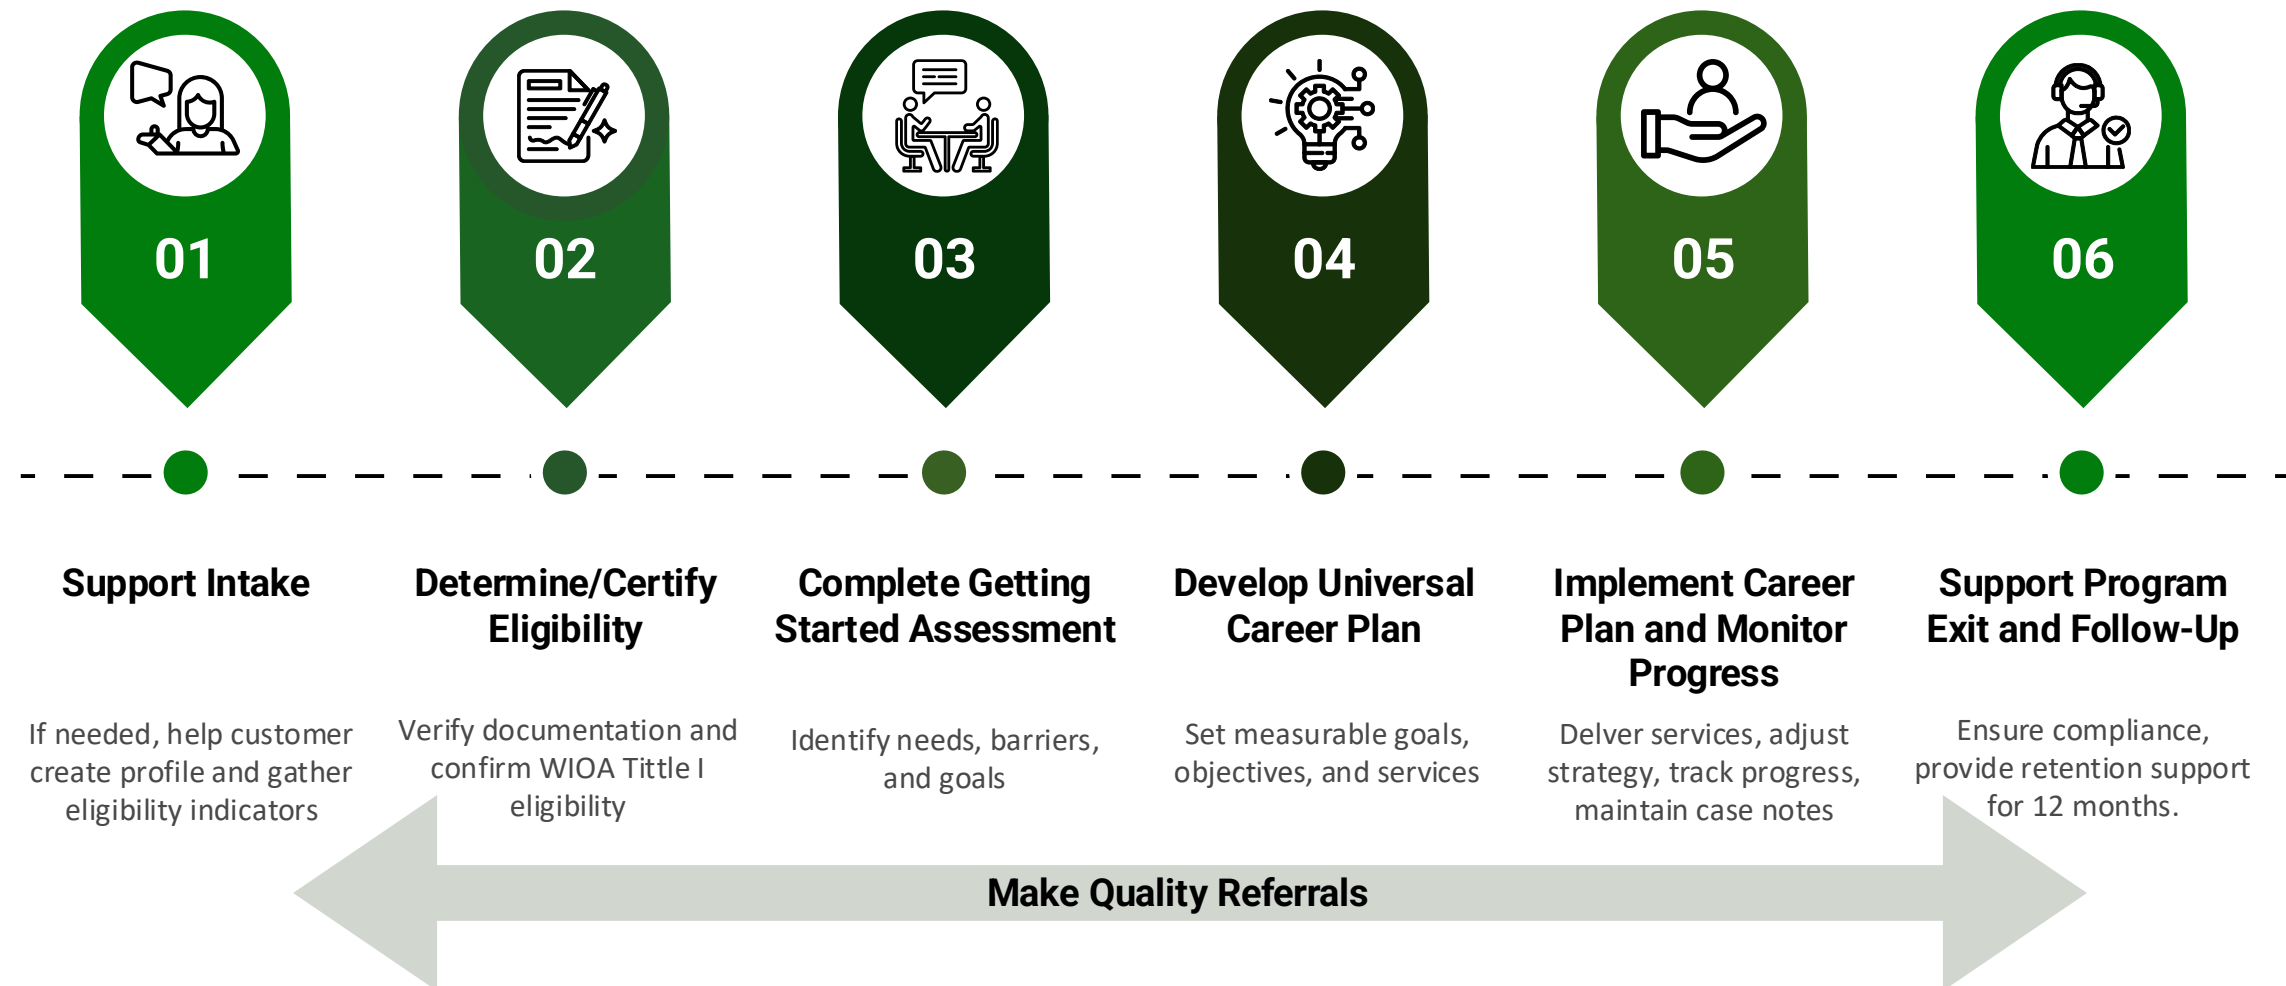 01
02
03
04
05
06
Support Intake
If needed, help customer
create profile and gather
eligibility indicators
Determine/Certify
Eligibility
Verify documentation and
confirm WIOA Tittle I
eligibility
Complete Getting
Started Assessment
Identify needs, barriers,
and goals
Develop Universal
Career Plan
Set measurable goals,
objectives, and services
Implement Career
Plan and Monitor
Progress
Delver services, adjust
strategy, track progress,
maintain case notes
Support Program
Exit and Follow-Up
Ensure compliance,
provide retention support
for 12 months.
Make Quality Referrals